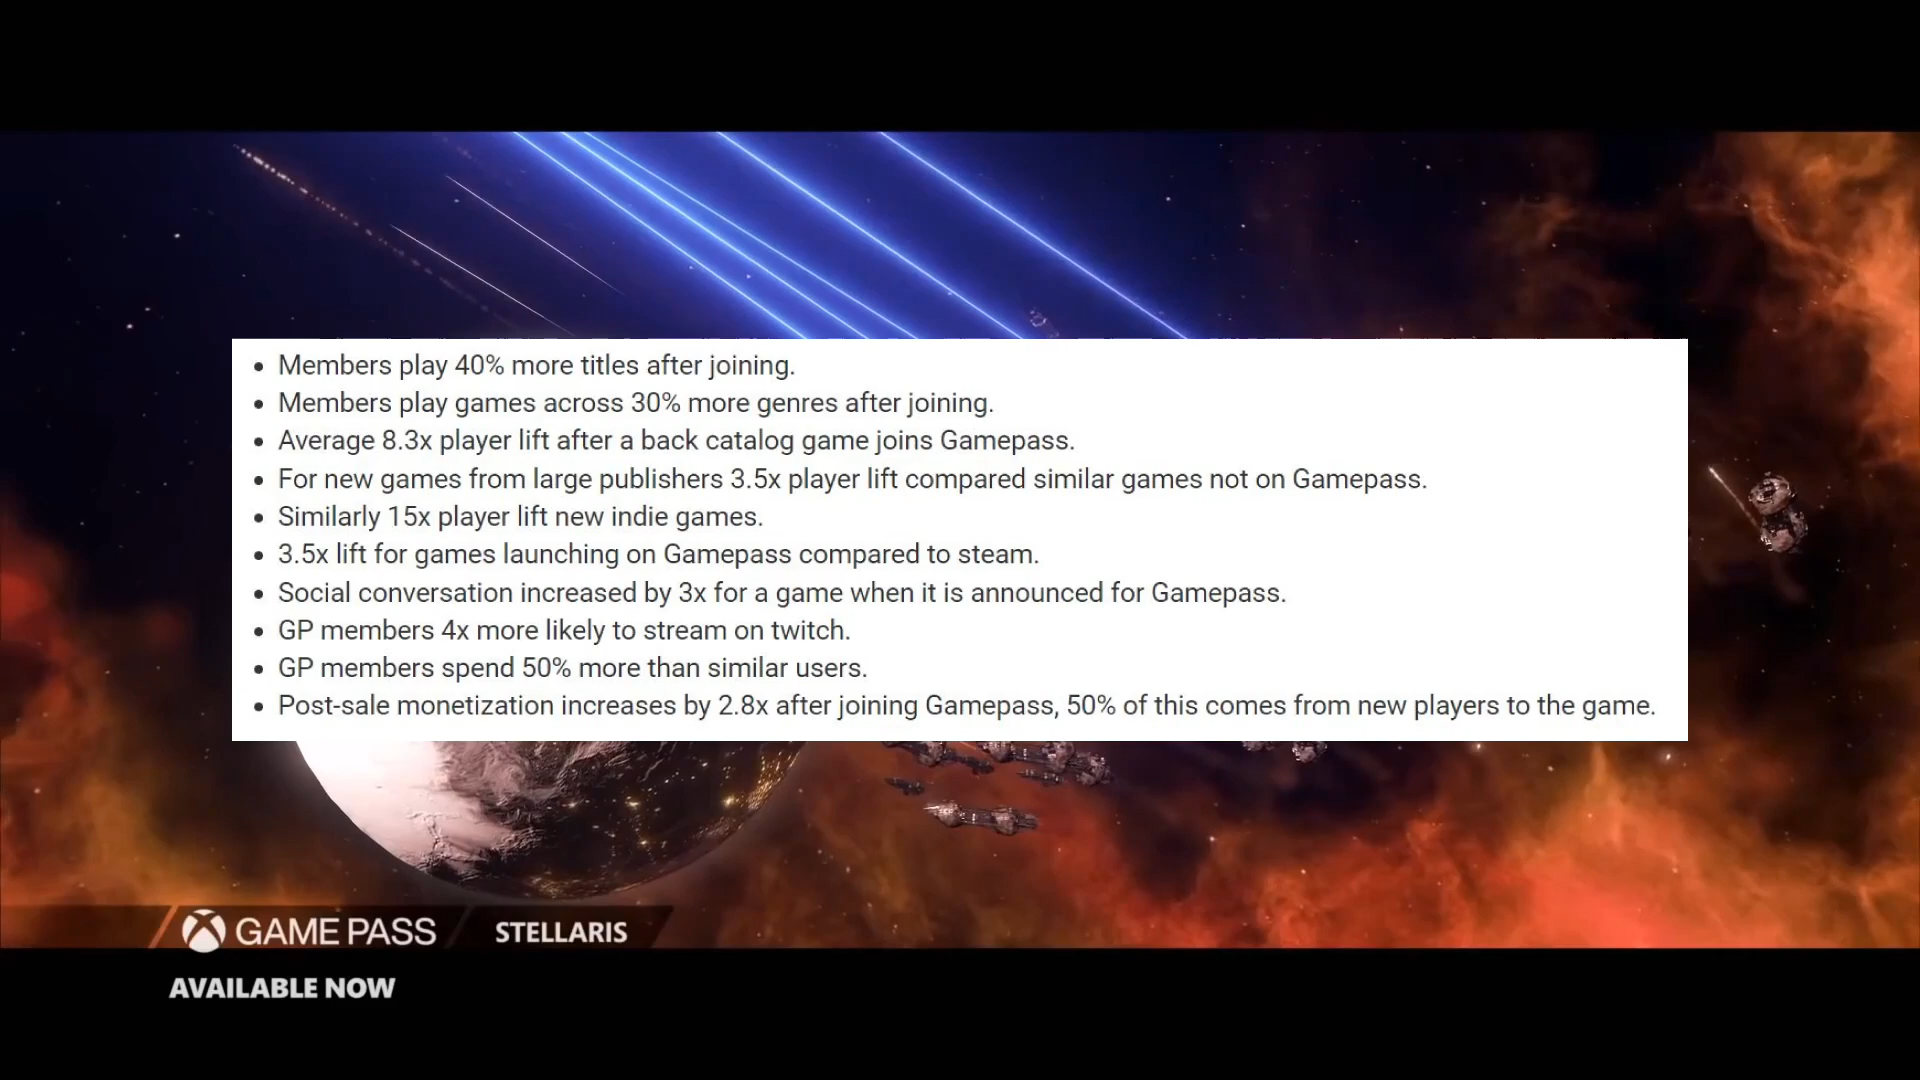 • Members play 40% more titles after joining.
• Members play games across 30% more genres after joining.
• Average 8.3x player lift after a back catalog game joins Gamepass.
• For new games from large publishers 3.5x player lift compared similar games not on Gamepass.
• Similarly 15x player lift new indie games.
• 3.5x lift for games launching on Gamepass compared to steam.
• Social conversation increased by 3x for a game when it is announced for Gamepass.
• GP members 4x more likely to stream on twitch.
• GP members spend 50% more than similar users.
• Post-sale monetization increases by 2.8x after joining Gamepass, 50% of this comes from new players to the game.
GAME PASS STELLARIS
AVAILABLE NOW